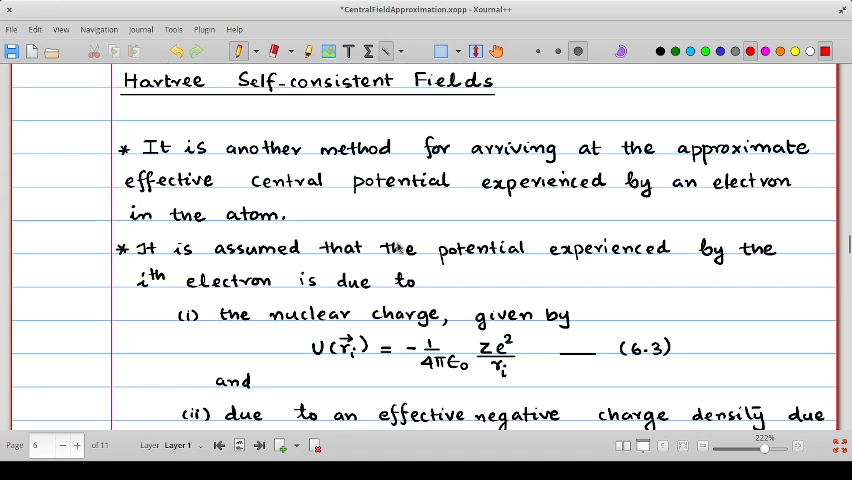 *CentralFieldApproximation.xopp - Xournal++
File Edit View Navigation Journal Tools Plugin Help
Hartree Self-consistent Fields
* It is another method for arriving at the approximate
effective central potential experienced by an electron
in the atom.
* It is assumed that the potential experienced by the
ith electron is due to
(i) the nuclear charge, given by
U(r⃗ᵢ) = - 1/4πε₀ Ze²/rᵢ —— (6.3)
and
(ii) due to an effective negative charge density due
Page 6 of 11 Layer Layer 1 222%